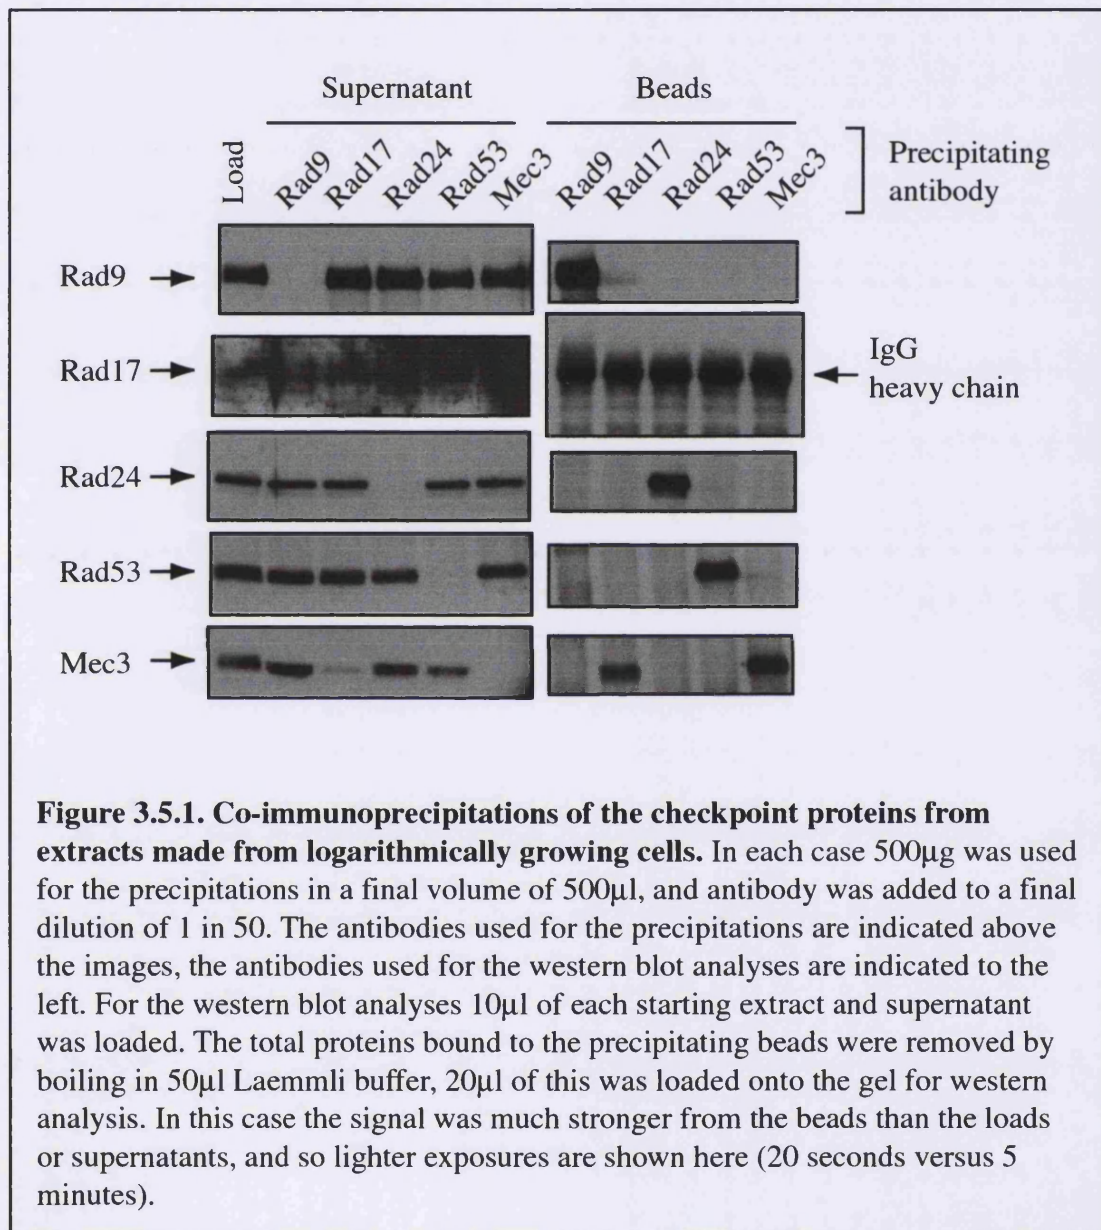 Supernatant Beads
Load Rad9 Rad17 Rad24 Rad53 Mec3 Rad9 Rad17 Rad24 Rad53 Mec3
Precipitating
antibody
Rad9
Rad17
IgG
heavy chain
Rad24
Rad53
Mec3
Figure 3.5.1. Co-immunoprecipitations of the checkpoint proteins from
extracts made from logarithmically growing cells. In each case 500µg was used
for the precipitations in a final volume of 500µl, and antibody was added to a final
dilution of 1 in 50. The antibodies used for the precipitations are indicated above
the images, the antibodies used for the western blot analyses are indicated to the
left. For the western blot analyses 10µl of each starting extract and supernatant
was loaded. The total proteins bound to the precipitating beads were removed by
boiling in 50µl Laemmli buffer, 20µl of this was loaded onto the gel for western
analysis. In this case the signal was much stronger from the beads than the loads
or supernatants, and so lighter exposures are shown here (20 seconds versus 5
minutes).